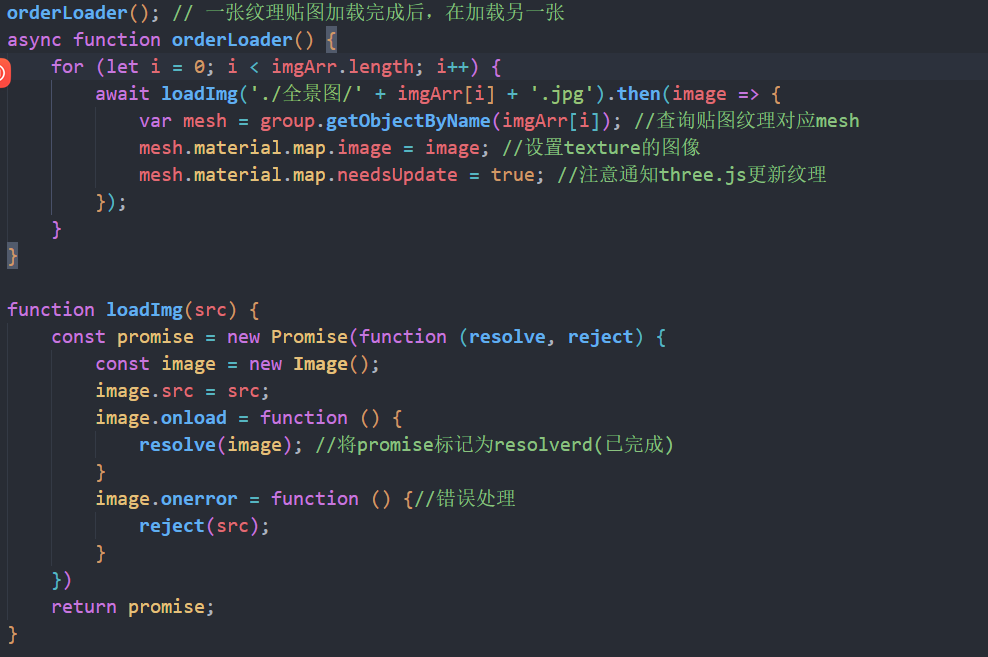 orderLoader(); // 一张纹理贴图加载完成后，在加载另一张
async function orderLoader() {
    for (let i = 0; i < imgArr.length; i++) {
        await loadImg('./全景图/' + imgArr[i] + '.jpg').then(image => {
            var mesh = group.getObjectByName(imgArr[i]); //查询贴图纹理对应mesh
            mesh.material.map.image = image; //设置texture的图像
            mesh.material.map.needsUpdate = true; //注意通知three.js更新纹理
        });
    }
}

function loadImg(src) {
    const promise = new Promise(function (resolve, reject) {
        const image = new Image();
        image.src = src;
        image.onload = function () {
            resolve(image); //将promise标记为resolverd(已完成)
        }
        image.onerror = function () {//错误处理
            reject(src);
        }
    })
    return promise;
}